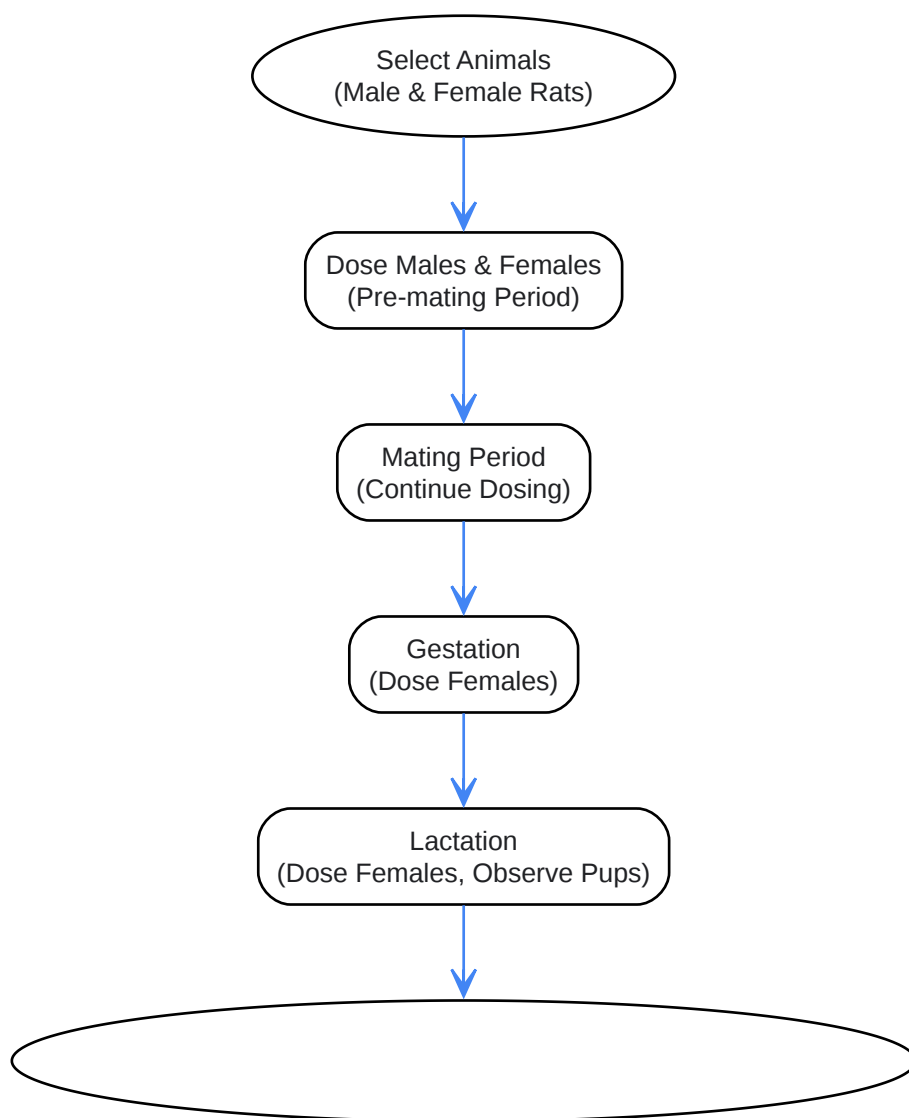 Select Animals
(Male & Female Rats)
Dose Males & Females
(Pre-mating Period)
Mating Period
(Continue Dosing)
Gestation
(Dose Females)
Lactation
(Dose Females, Observe Pups)